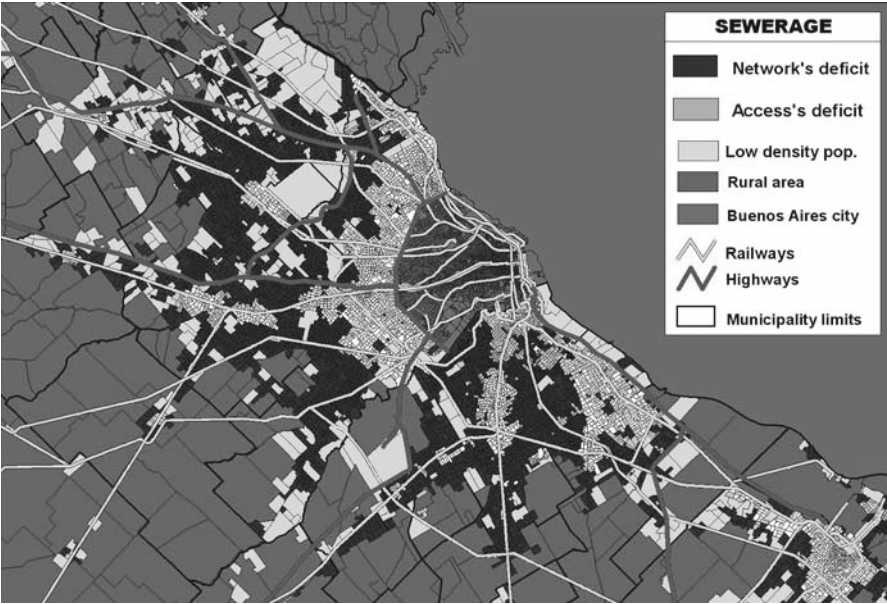 SEWERAGE
Network's deficit
Access's deficit
Low density pop.
Rural area
Buenos Aires city
Railways
Highways
Municipality limits